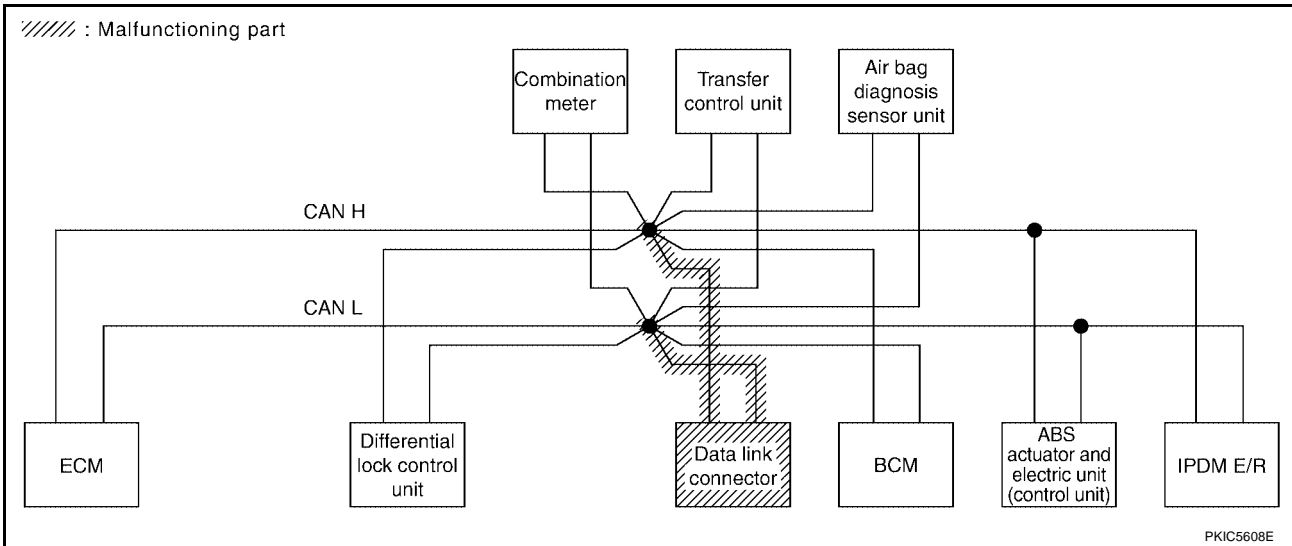 : Malfunctioning part
Combination
meter
Transfer
control unit
Air bag
diagnosis
sensor unit
CAN H
CAN L
ECM
Differential
lock control
unit
Data link
connector
BCM
ABS
actuator and
electric unit
(control unit)
IPDM E/R
PKIC5608E